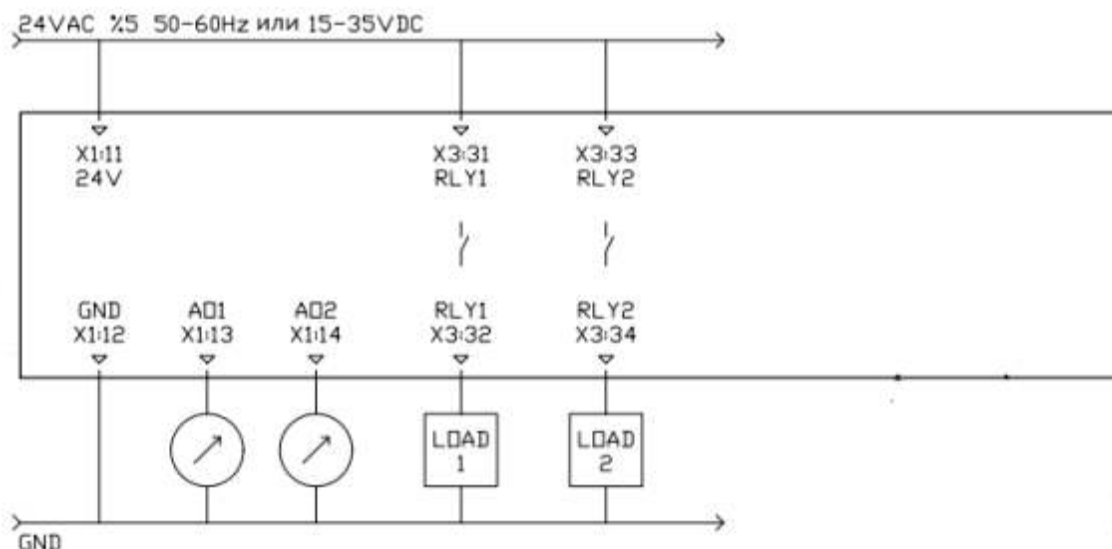 24VAC %5 50-60Hz или 15-35VDC
X1:11 X3:31 X3:33
24V RLY1 RLY2
GND AO1 AO2 RLY1 RLY2
X1:12 X1:13 X1:14 X3:32 X3:34
LOAD LOAD
1 2
GND